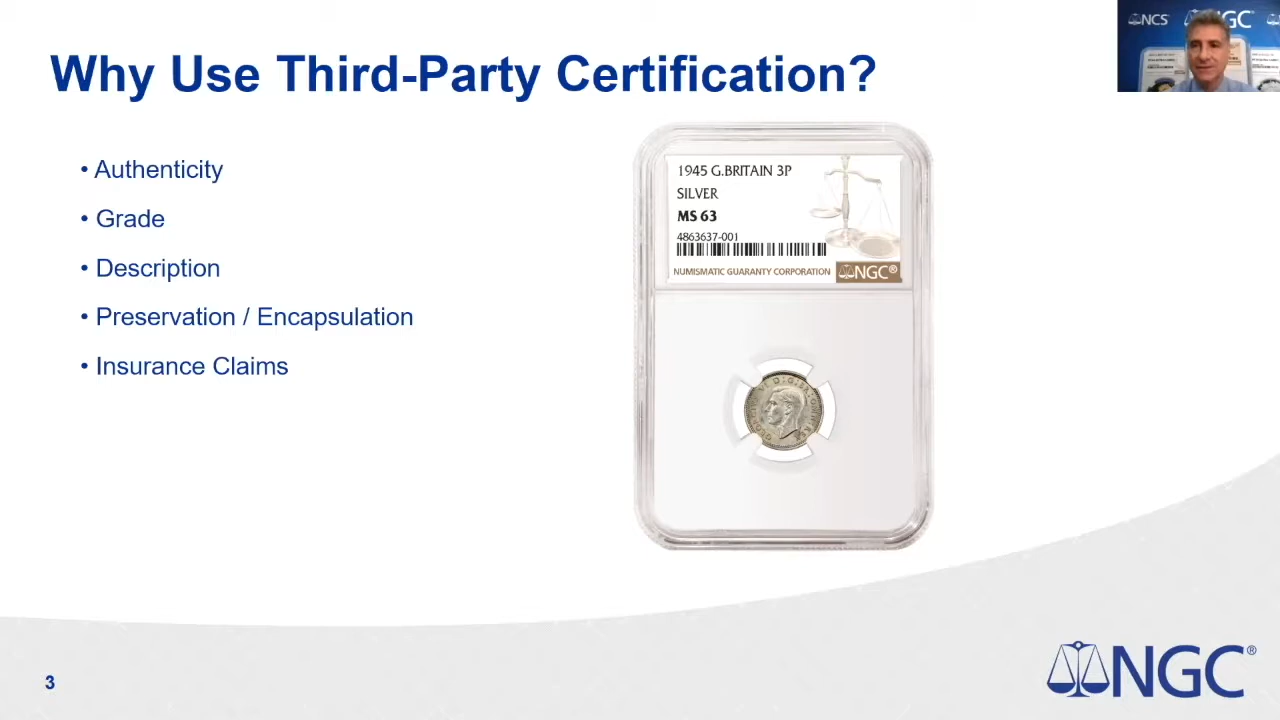 Why Use Third-Party Certification?
NCS
NGC
• Authenticity
• Grade
• Description
• Preservation / Encapsulation
• Insurance Claims
1945 G.BRITAIN 3P
SILVER
MS 63
4863637-001
NUMISMATIC GUARANTY CORPORATION
NGC®
3
NGC®